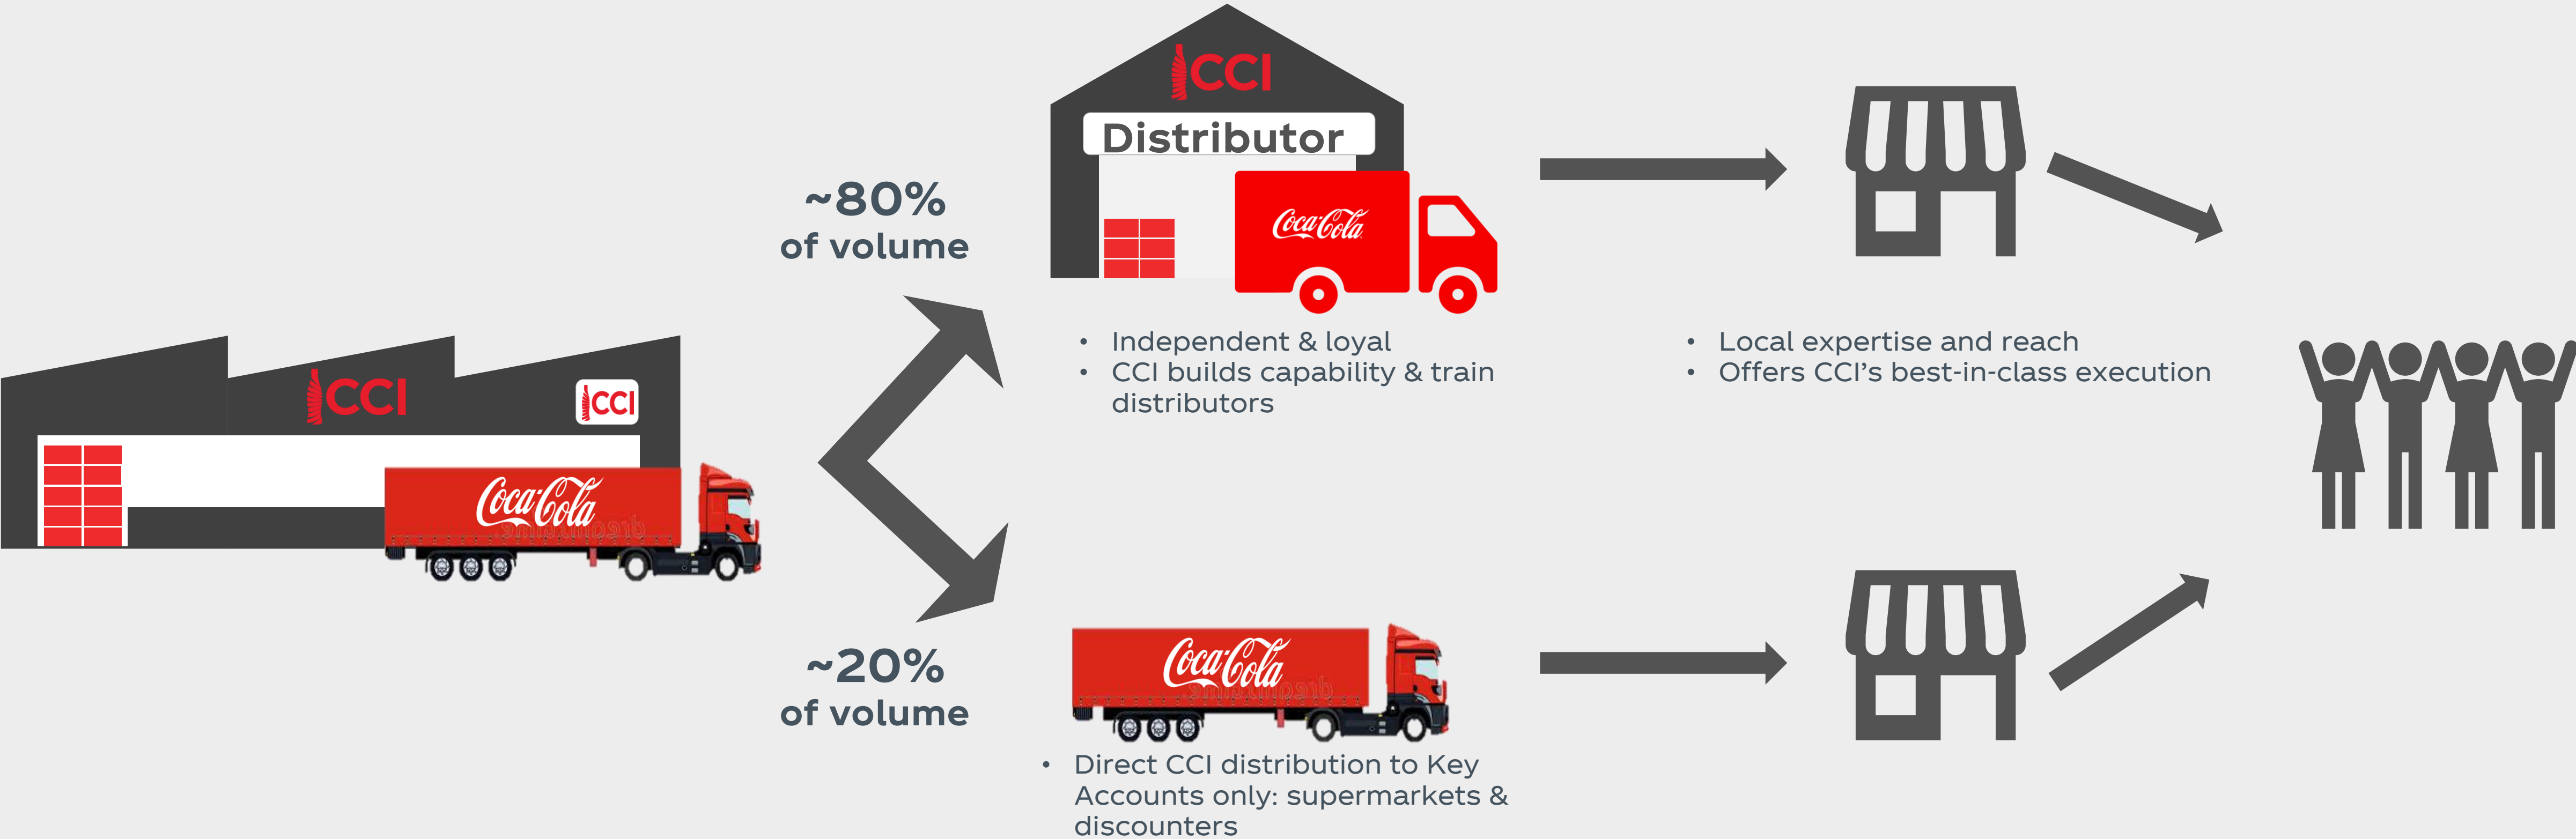 CCI
CCI
Coca-Cola
~80%
of volume
CCI
Distributor
Coca-Cola
• Independent & loyal
• CCI builds capability & train
distributors
• Local expertise and reach
• Offers CCI's best-in-class execution
~20%
of volume
Coca-Cola
• Direct CCI distribution to Key
Accounts only: supermarkets &
discounters